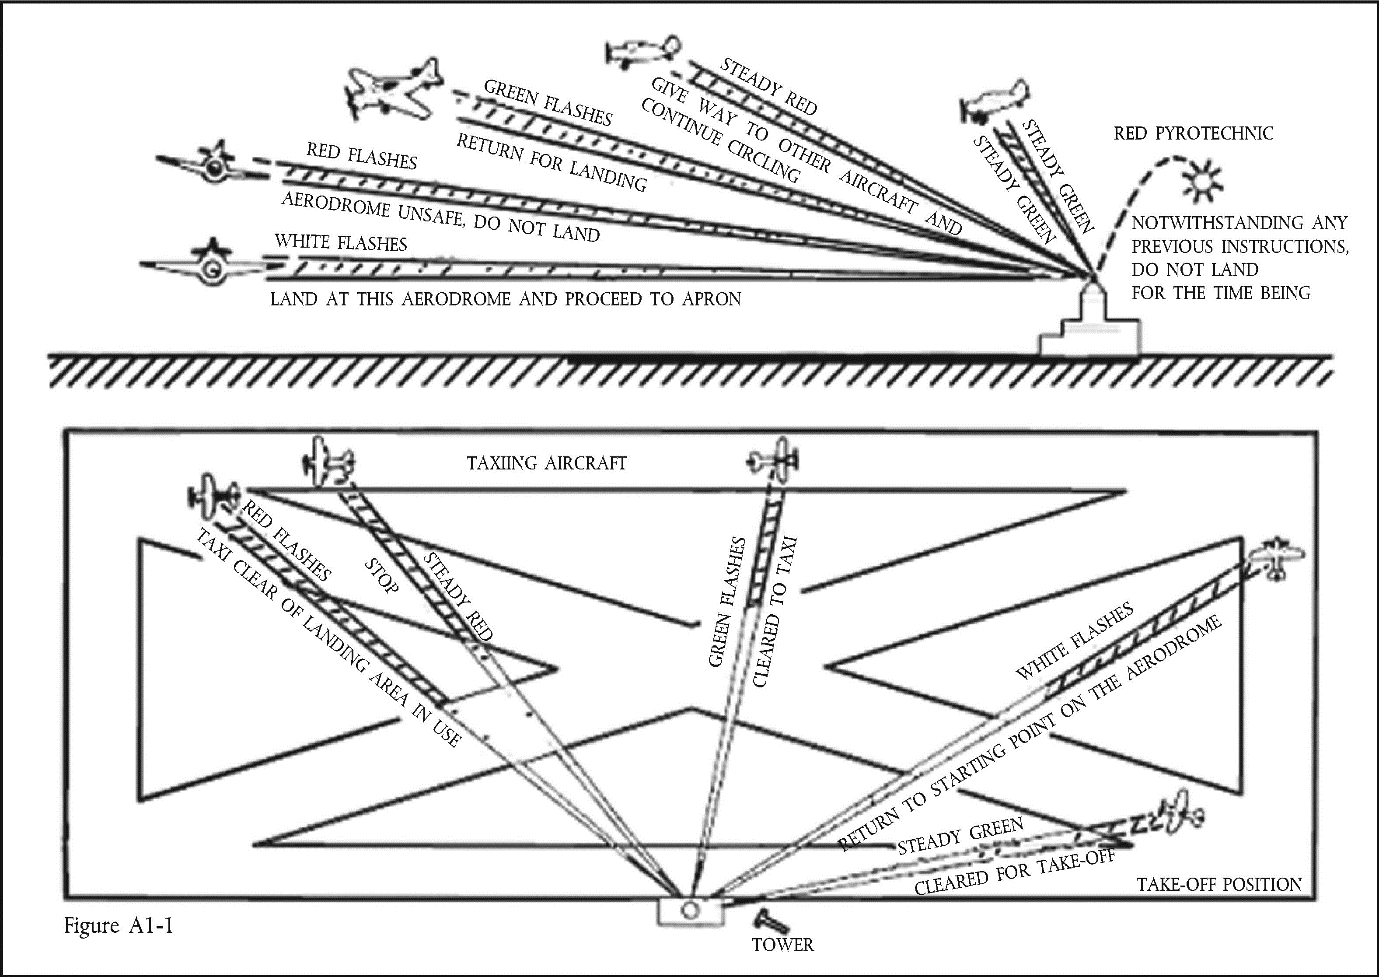 STEADY RED
GIVE WAY TO OTHER AIRCRAFT AND
CONTINUE CIRCLING
GREEN FLASHES
RETURN FOR LANDING
RED FLASHES
AERODROME UNSAFE, DO NOT LAND
WHITE FLASHES
LAND AT THIS AERODROME AND PROCEED TO APRON
STEADY GREEN
STEADY GREEN
RED PYROTECHNIC
NOTWITHSTANDING ANY
PREVIOUS INSTRUCTIONS,
DO NOT LAND
FOR THE TIME BEING
TAXIING AIRCRAFT
RED FLASHES
TAXI CLEAR OF LANDING AREA IN USE
STEADY RED
STOP
GREEN FLASHES
CLEARED TO TAXI
WHITE FLASHES
RETURN TO STARTING POINT ON THE AERODROME
STEADY GREEN
CLEARED FOR TAKE-OFF
TAKE-OFF POSITION
Figure A1-1
TOWER